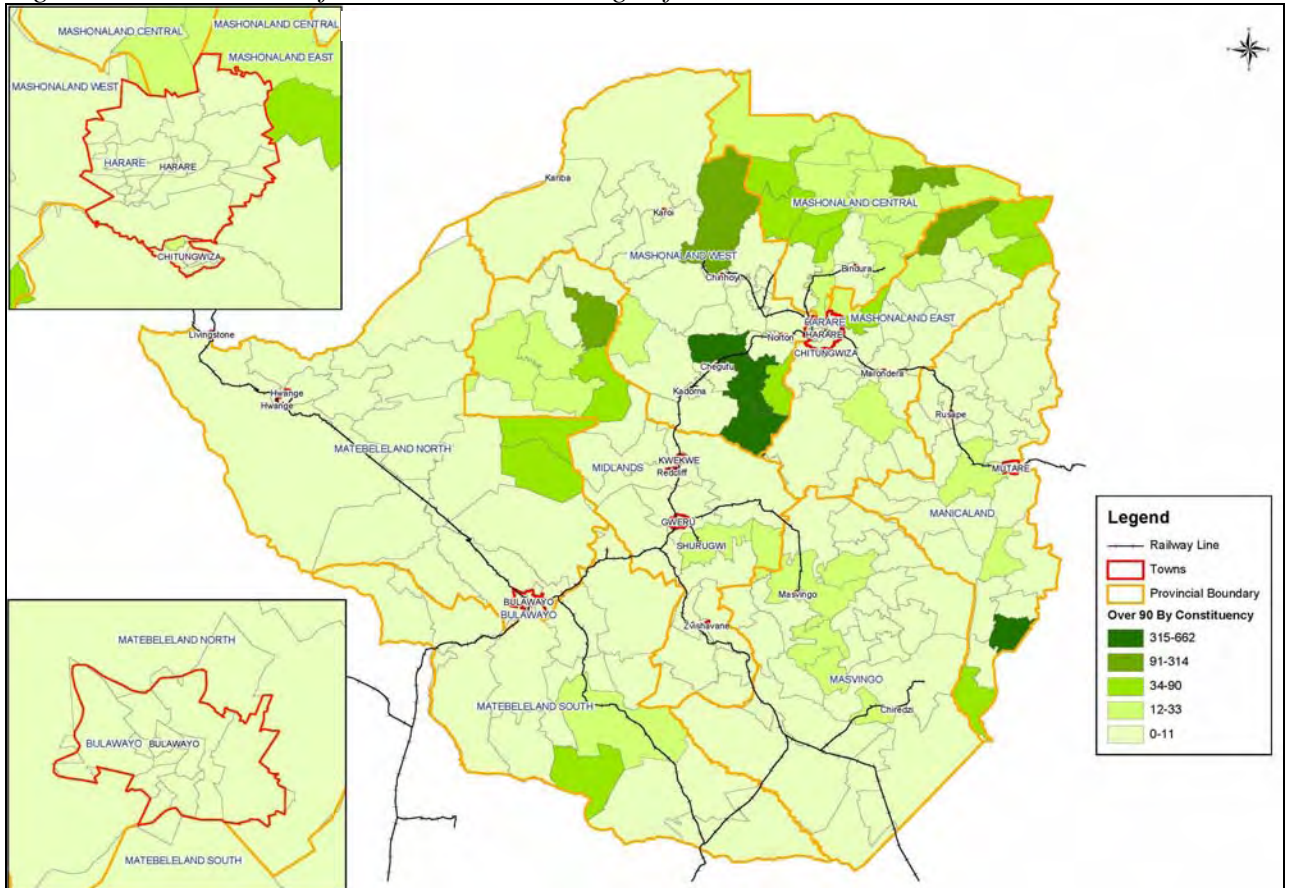 MASHONALAND CENTRAL
MASHONALAND CENTRAL
MASHONALAND EAST
MASHONALAND WEST
HARARE
HARARE
CHITUNGWIZA
Kariba
Karoi
MASHONALAND CENTRAL
MASHONALAND WEST
Chinhoyi
Bindura
Livingstone
HARARE
HARARE
MASHONALAND EAST
Norton
CHITUNGWIZA
Chegutu
Marondera
Kadoma
Hwange
Hwange
Rusape
MATEBELELAND NORTH
MIDLANDS
KWEKWE
Redcliff
MUTARE
MANICALAND
GWERU
SHURUGWI
Masvingo
BULAWAYO
BULAWAYO
Zvishavane
MASVINGO
MATEBELELAND SOUTH
Chiredzi
MATEBELELAND NORTH
BULAWAYO
BULAWAYO
MATEBELELAND SOUTH
Legend
Railway Line
Towns
Provincial Boundary
Over 90 By Constituency
315-662
91-314
34-90
12-33
0-11